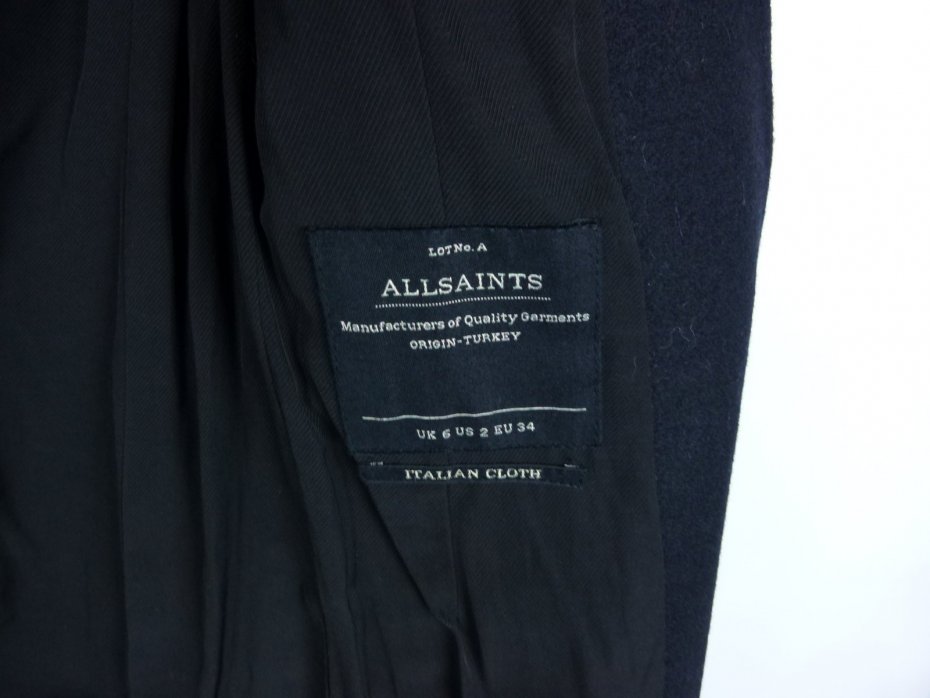 LOT No. A
ALLSAINTS
Manufacturers of Quality Garments
ORIGIN-TURKEY
UK 6 US 2 EU 34
ITALIAN CLOTH